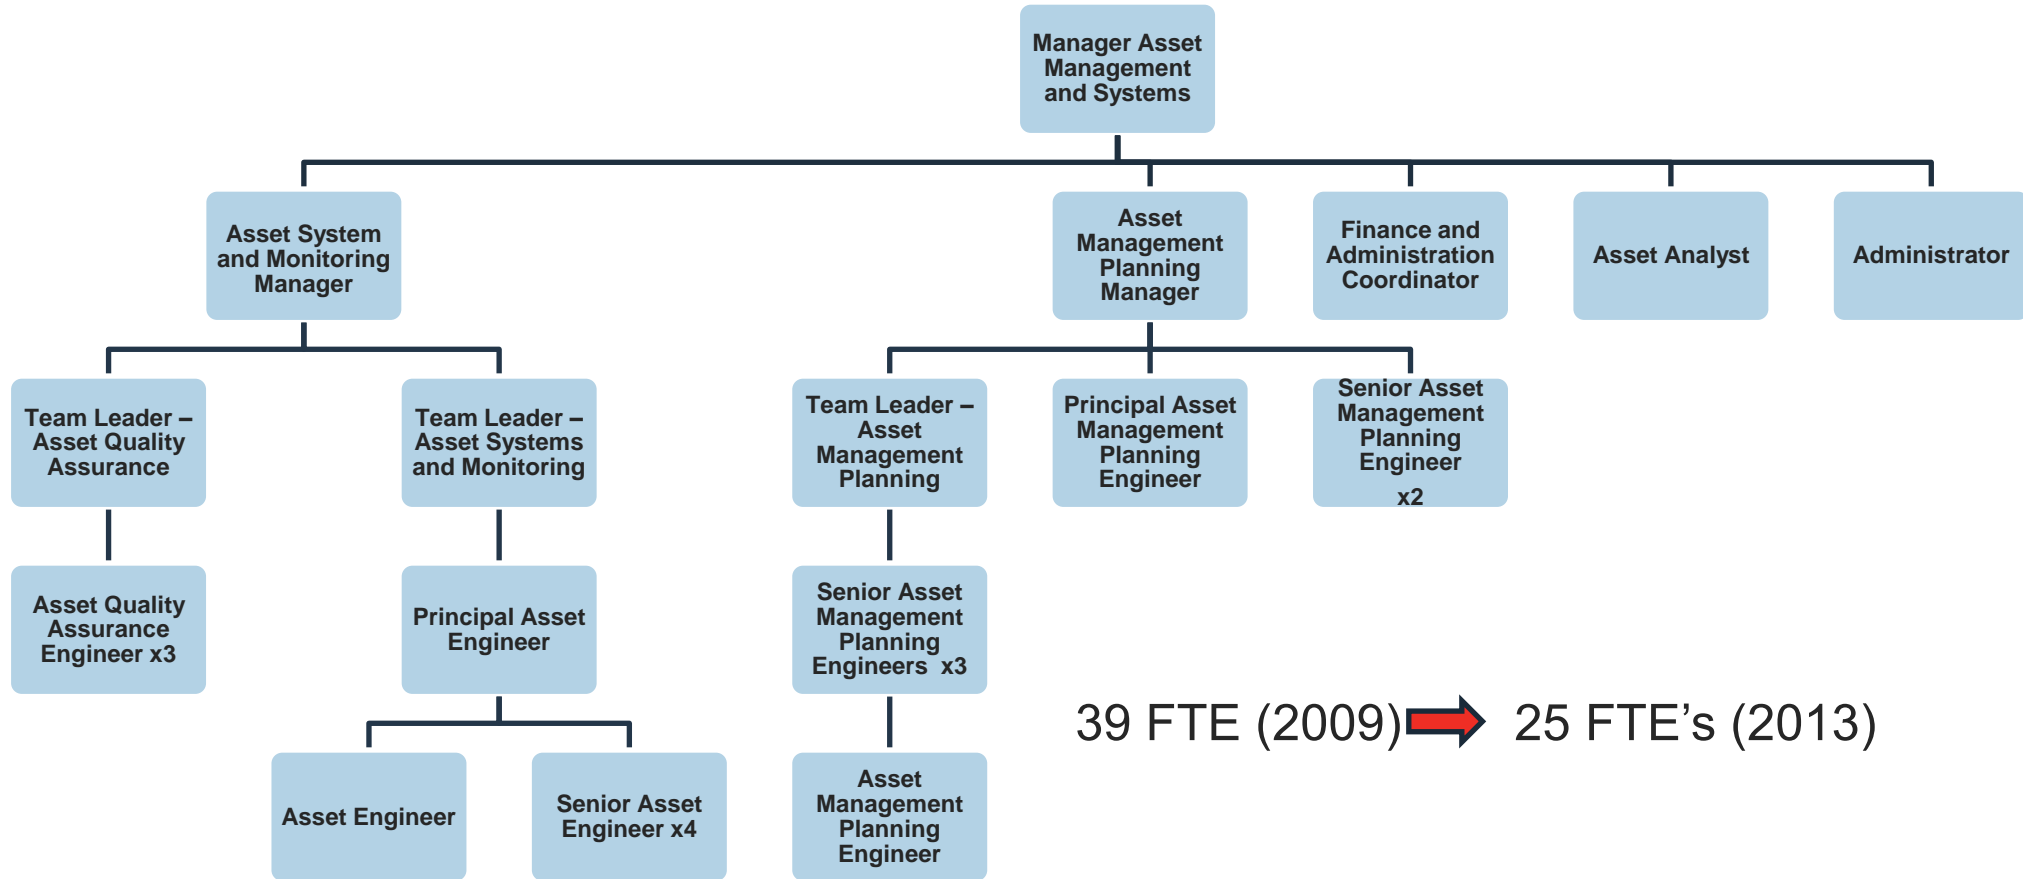 Manager Asset
Management
and Systems
Asset System
and Monitoring
Manager
Asset
Management
Planning
Manager
Finance and
Administration
Coordinator
Asset Analyst
Administrator
Team Leader –
Asset Quality
Assurance
Team Leader –
Asset Systems
and Monitoring
Team Leader –
Asset
Management
Planning
Principal Asset
Management
Planning
Engineer
Senior Asset
Management
Planning
Engineer
x2
Asset Quality
Assurance
Engineer x3
Principal Asset
Engineer
Senior Asset
Management
Planning
Engineers  x3
39 FTE (2009) 25 FTE’s (2013)
Asset Engineer
Senior Asset
Engineer x4
Asset
Management
Planning
Engineer